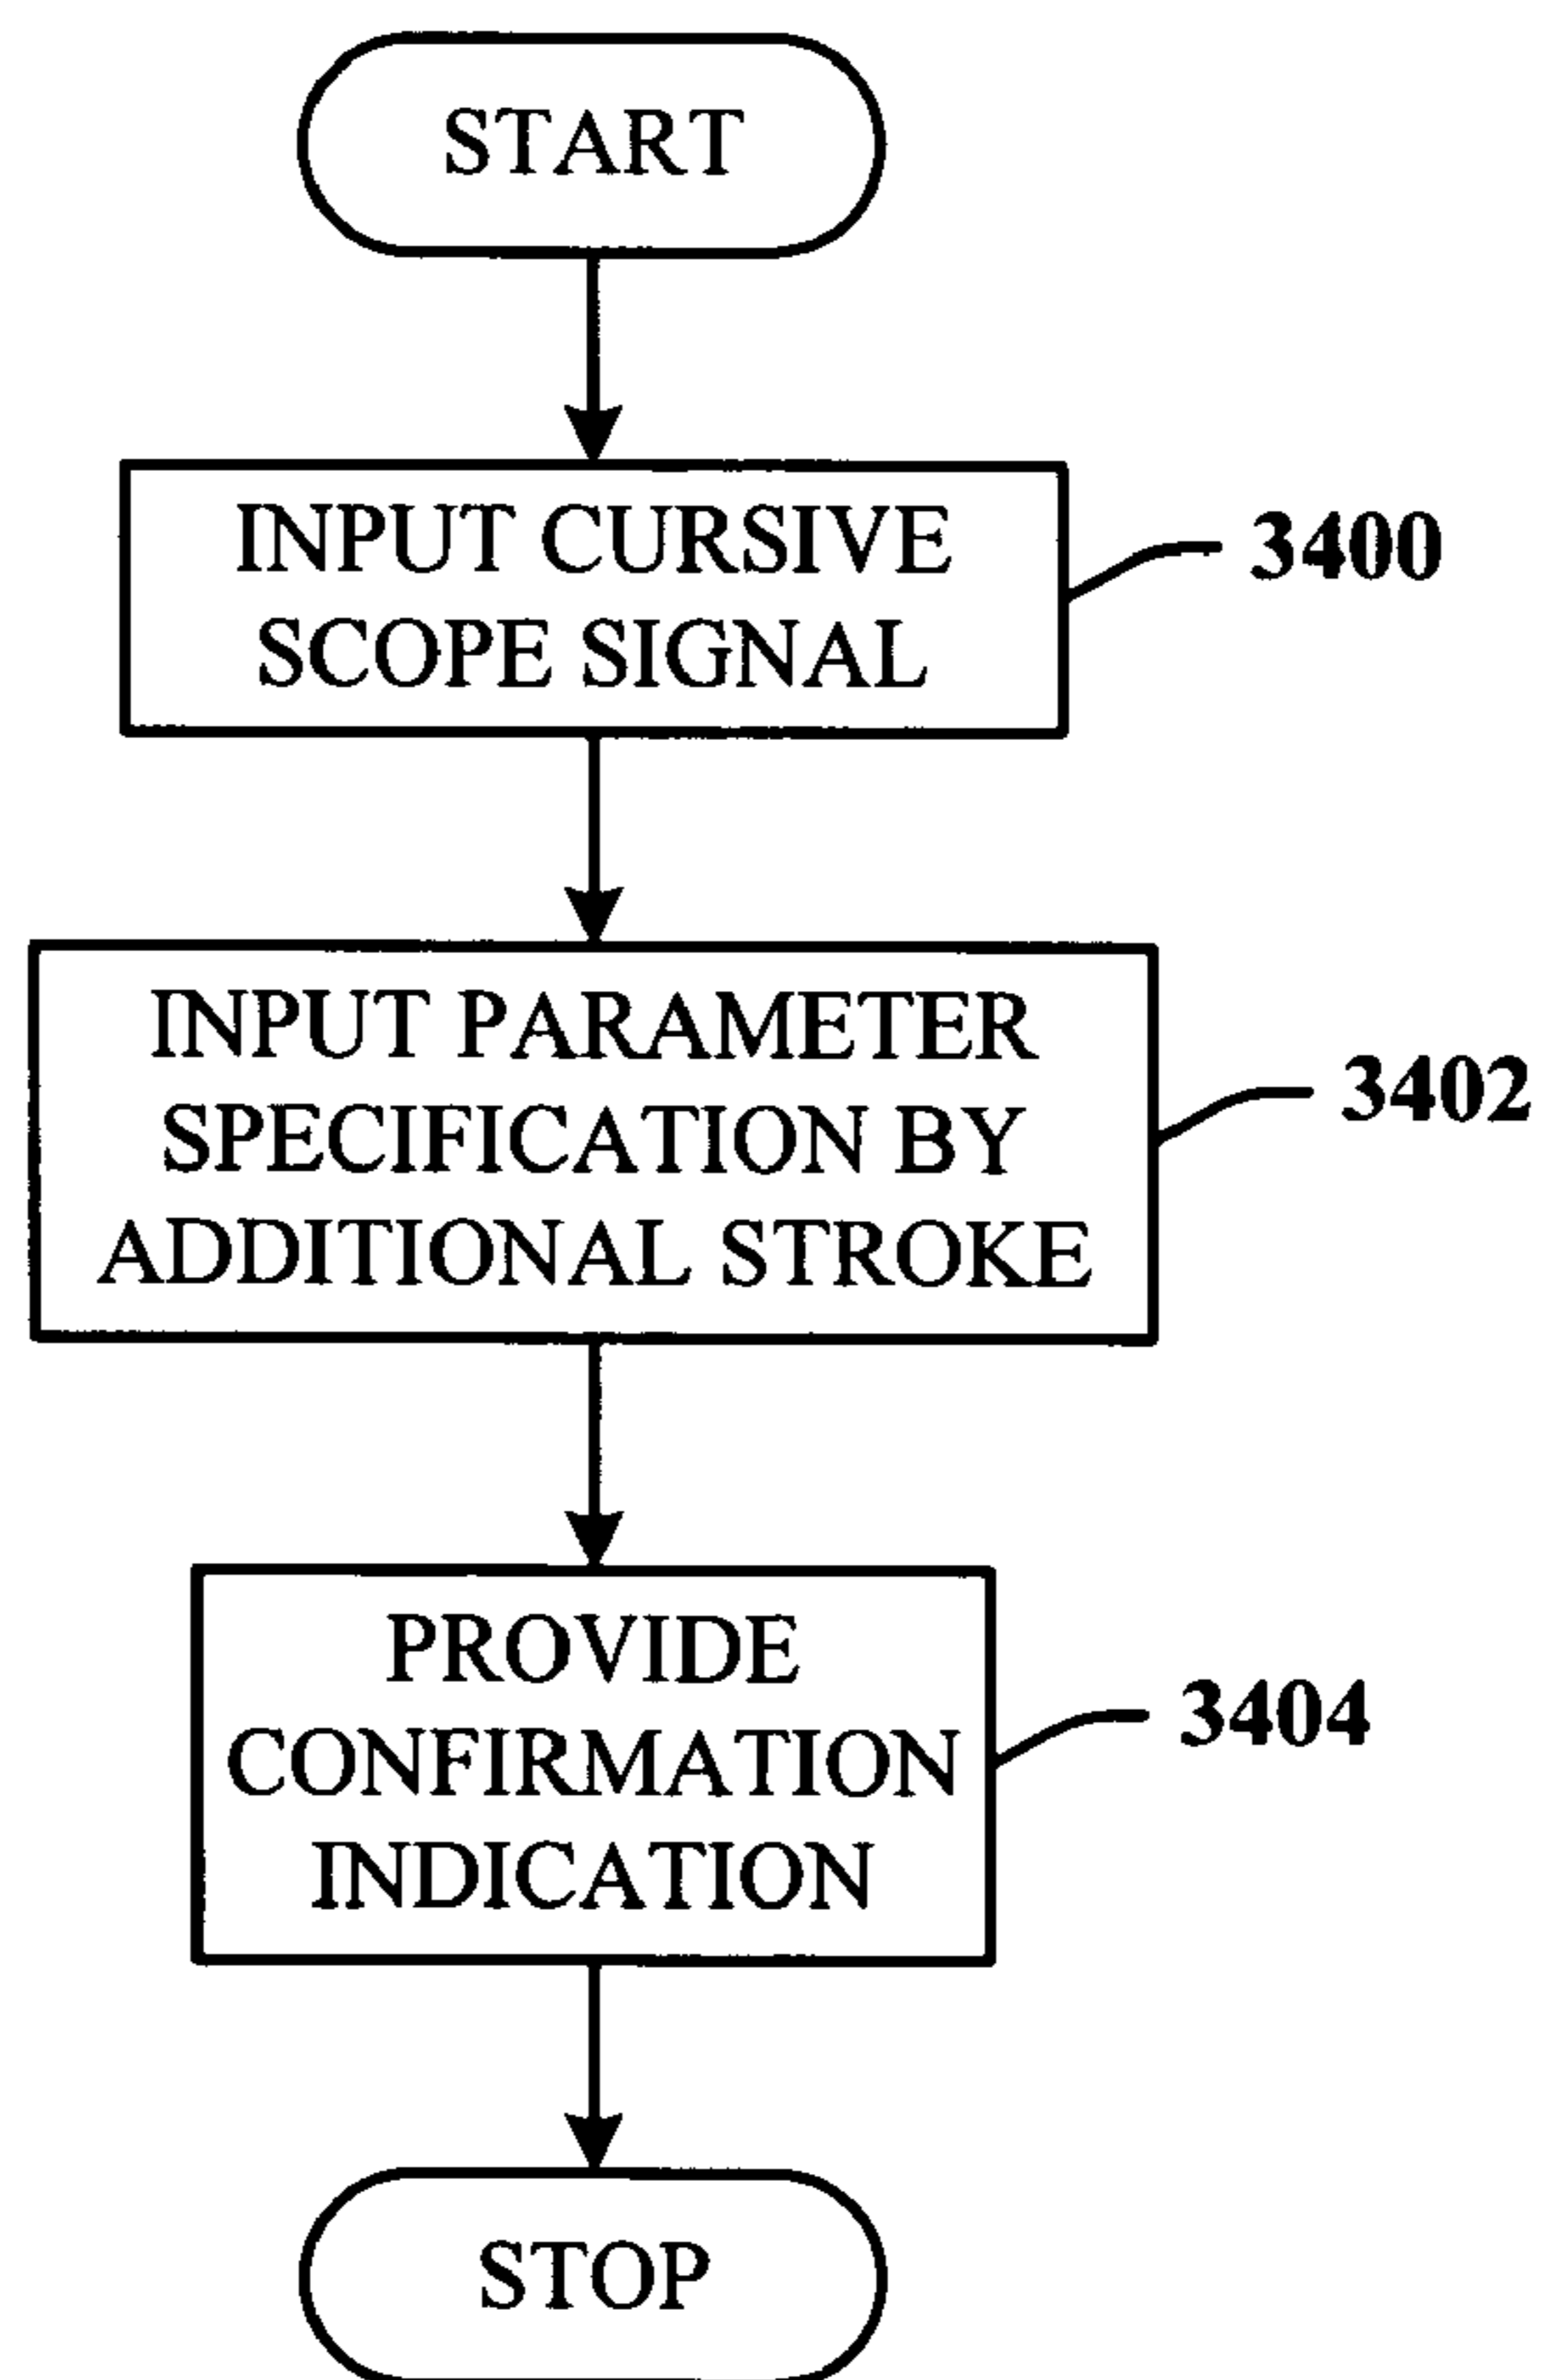 START
INPUT CURSIVE
SCOPE SIGNAL
3400
INPUT PARAMETER
SPECIFICATION BY
ADDITIONAL STROKE
3402
PROVIDE
CONFIRMATION
INDICATION
3404
STOP